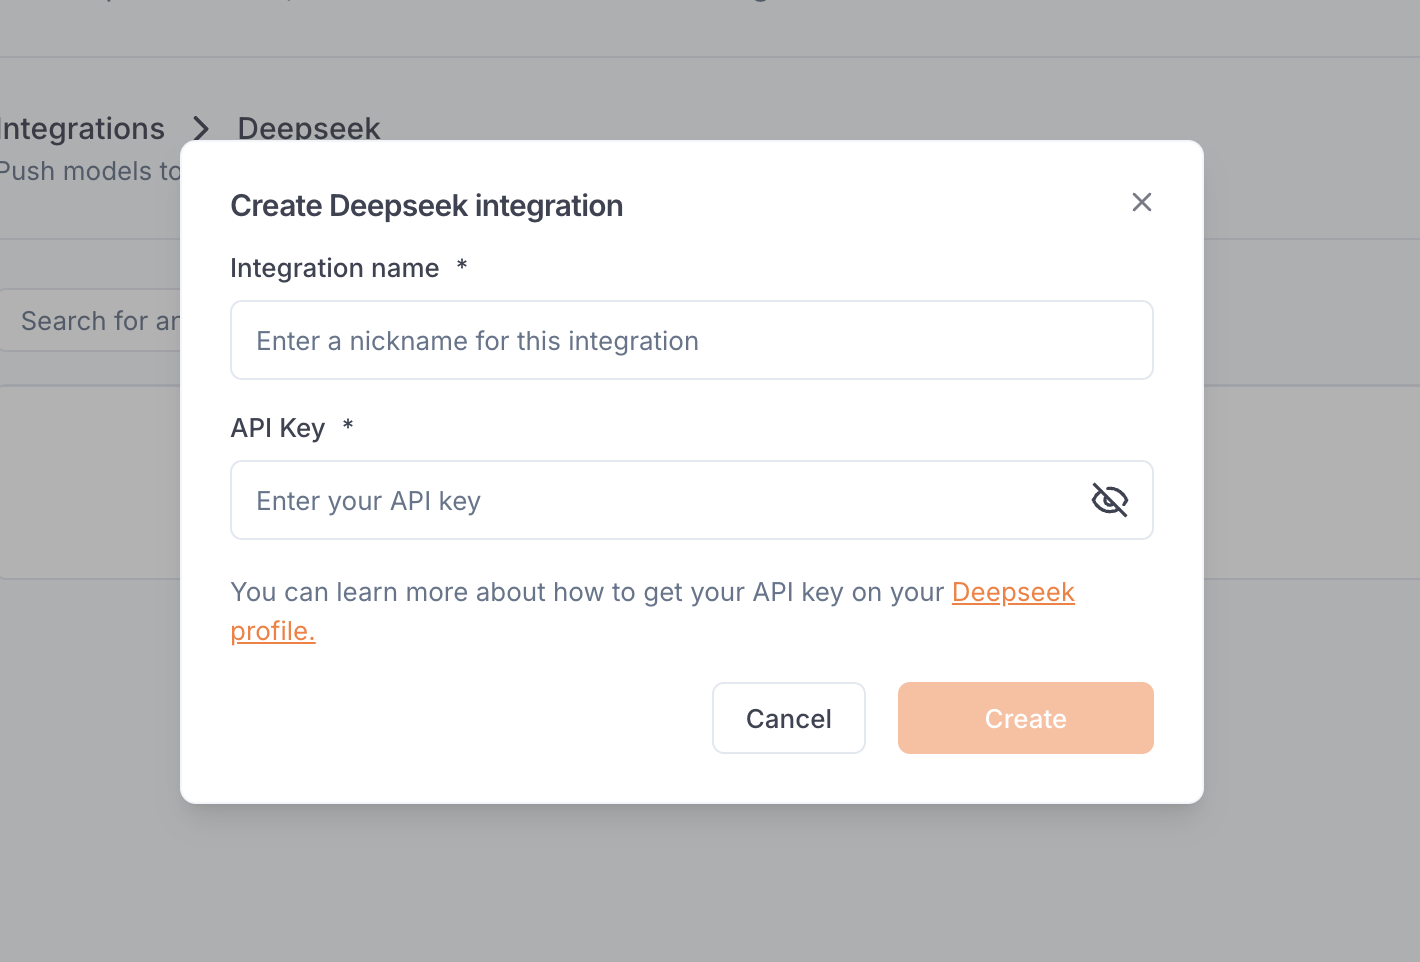 Integrations > Deepseek
Push models to
Create Deepseek integration
Integration name *
Search for an
Enter a nickname for this integration
API Key *
Enter your API key
You can learn more about how to get your API key on your Deepseek
profile.
Cancel
Create